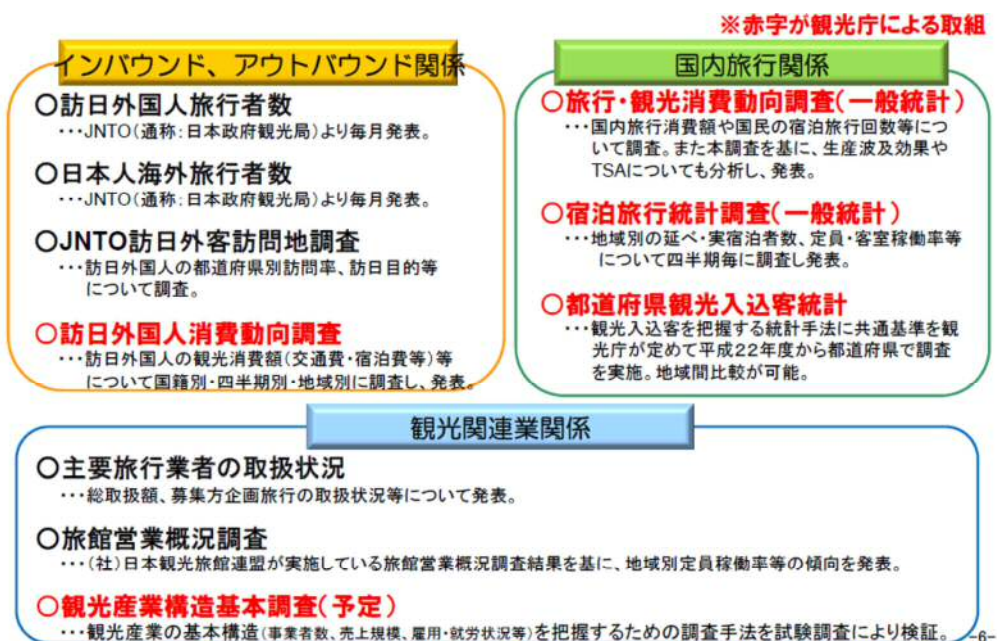 ※赤字が観光庁による取組
インバウンド、アウトバウンド関係
○訪日外国人旅行者数
･･･JNTO(通称:日本政府観光局)より毎月発表。
○日本人海外旅行者数
･･･JNTO(通称:日本政府観光局)より毎月発表。
○JNTO訪日外客訪問地調査
･･･訪日外国人の都道府県別訪問率、訪日目的等
について調査。
○訪日外国人消費動向調査
･･･訪日外国人の観光消費額(交通費･宿泊費等)等
について国籍別･四半期別･地域別に調査し、発表。
国内旅行関係
○旅行･観光消費動向調査(一般統計)
･･･国内旅行消費額や国民の宿泊旅行回数等につ
いて調査。また本調査を基に、生産波及効果や
TSAについても分析し、発表。
○宿泊旅行統計調査(一般統計)
･･･地域別の延べ･実宿泊者数、定員･客室稼働率等
について四半期毎に調査し発表。
○都道府県観光入込客統計
･･･観光入込客を把握する統計手法に共通基準を観
光庁が定めて平成22年度から都道府県で調査
を実施。地域間比較が可能。
観光関連業関係
○主要旅行業者の取扱状況
･･･総取扱額、募集方企画旅行の取扱状況等について発表。
○旅館営業概況調査
･･･(社)日本観光旅館連盟が実施している旅館営業概況調査結果を基に、地域別定員稼働率等の傾向を発表。
○観光産業構造基本調査(予定)
･･･観光産業の基本構造(事業者数、売上規模、雇用･就労状況等)を把握するための調査手法を試験調査により検証。
-6-